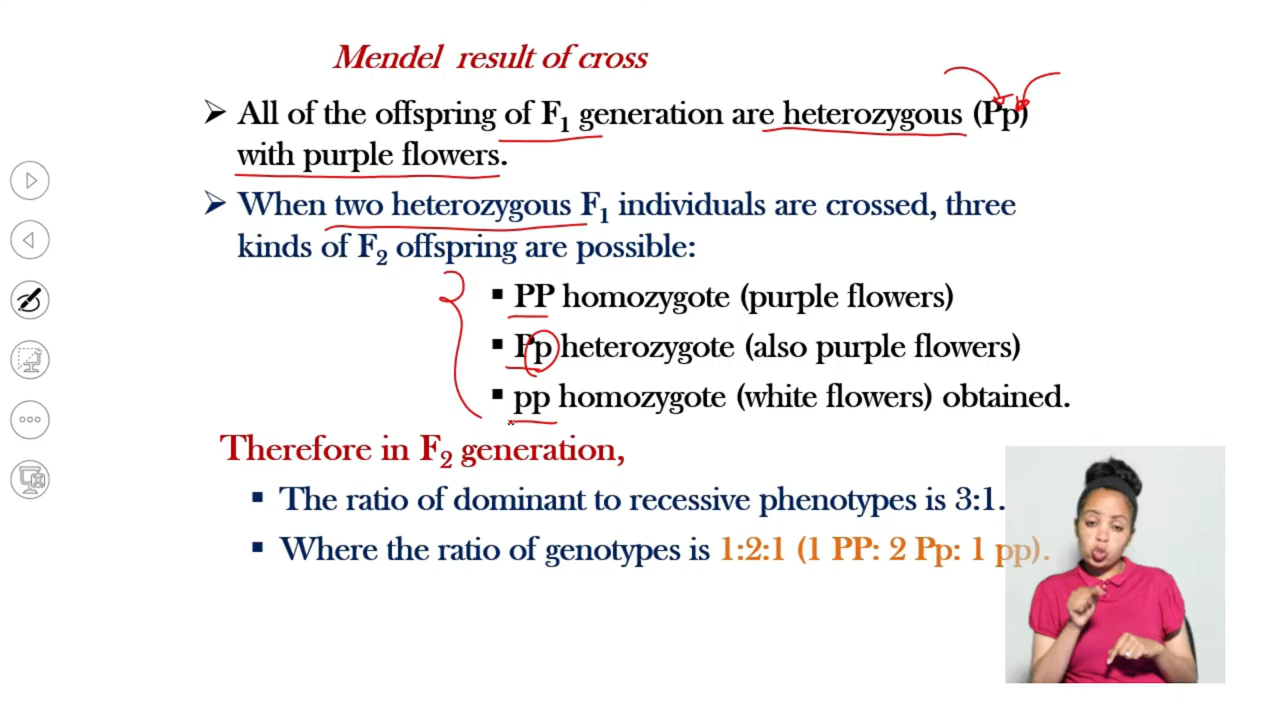 Mendel result of cross
➢ All of the offspring of F₁ generation are heterozygous (Pp)
with purple flowers.
➢ When two heterozygous F₁ individuals are crossed, three
kinds of F₂ offspring are possible:
▪ PP homozygote (purple flowers)
▪ Pp heterozygote (also purple flowers)
▪ pp homozygote (white flowers) obtained.
Therefore in F₂ generation,
▪ The ratio of dominant to recessive phenotypes is 3:1.
▪ Where the ratio of genotypes is 1:2:1 (1 PP: 2 Pp: 1 pp).